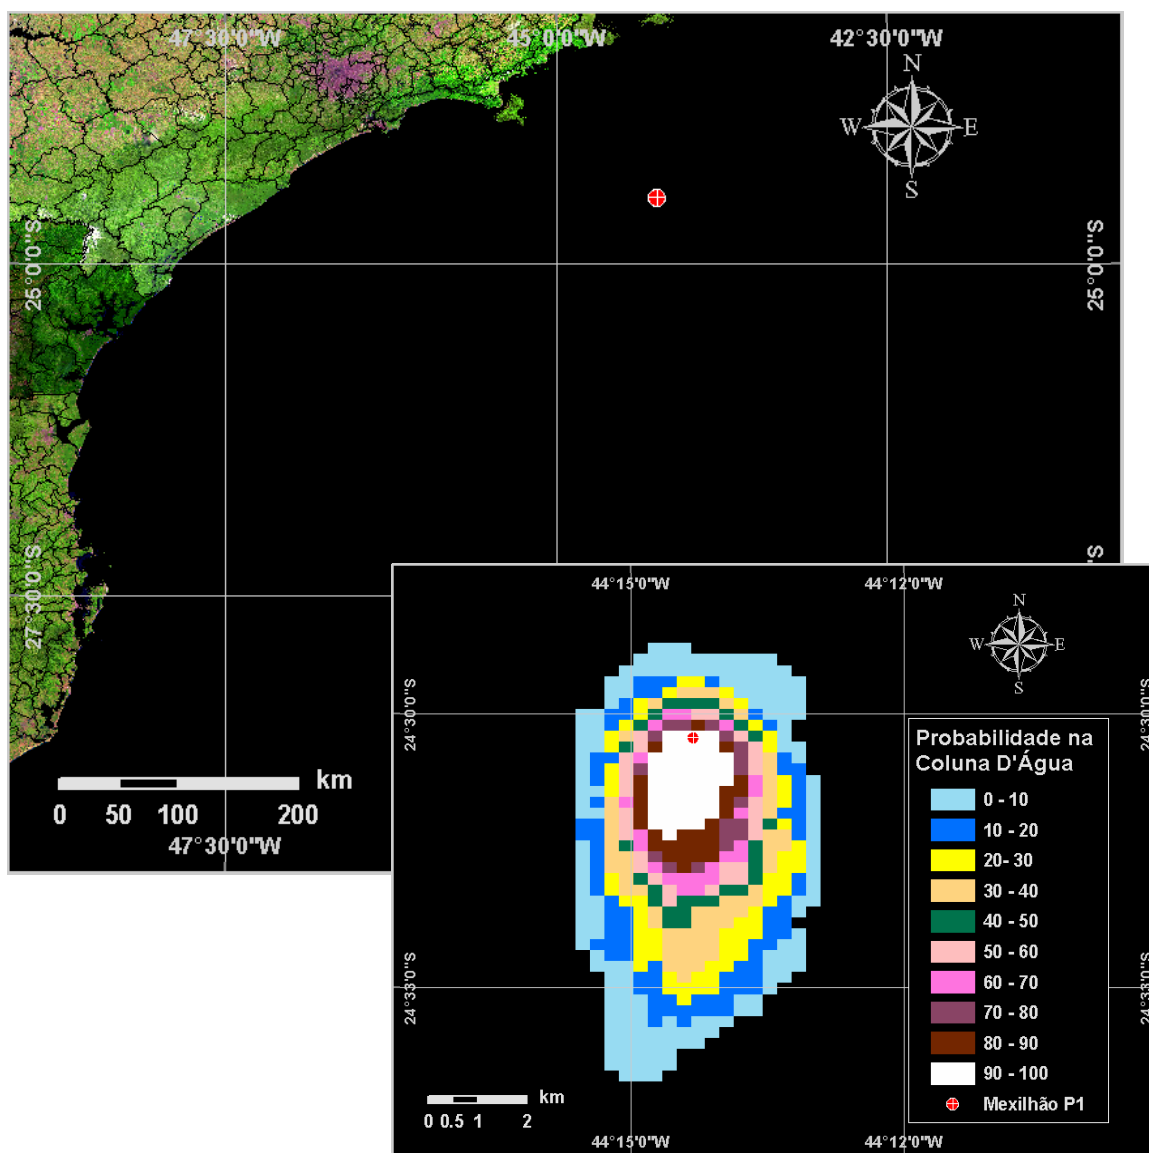 47°30'0"W
45°0'0"W
42°30'0"W
N
W
E
S
25°0'0"S
25°0'0"S
27°30'0"S
S
km
0
50
100
200
47°30'0"W
44°15'0"W
44°12'0"W
N
W
E
S
24°30'0"S
24°30'0"S
Probabilidade na
Coluna D'Água
0 - 10
10 - 20
20- 30
30 - 40
40 - 50
50 - 60
60 - 70
70 - 80
80 - 90
90 - 100
Mexilhão P1
24°33'0"S
24°33'0"S
km
0 0.5 1 2
44°15'0"W
44°12'0"W